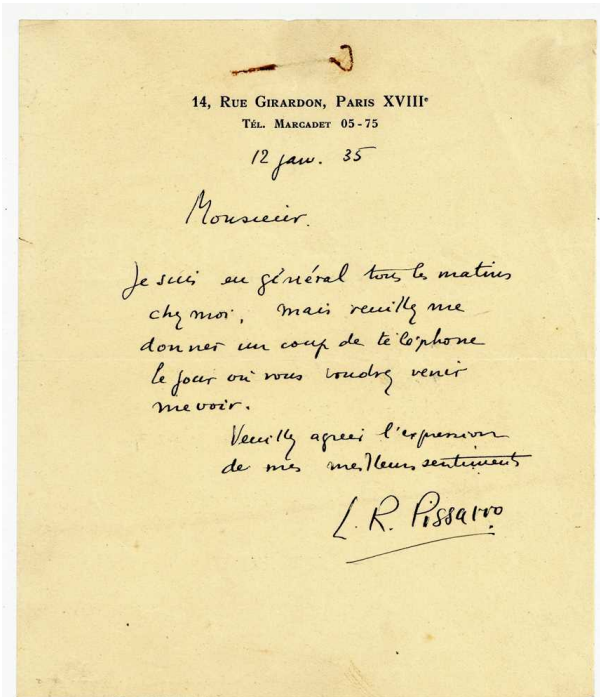 14, Rue Girardon, Paris XVIIIe
Tél. Marcadet 05-75
12 janv. 35
Monsieur.
Je suis en général tous les matins
chez moi, mais veuillez me
donner un coup de téléphone
le jour où vous voudrez venir
me voir.
Veuillez agréer l'expression
de mes meilleurs sentiments
L. R. Pissarro